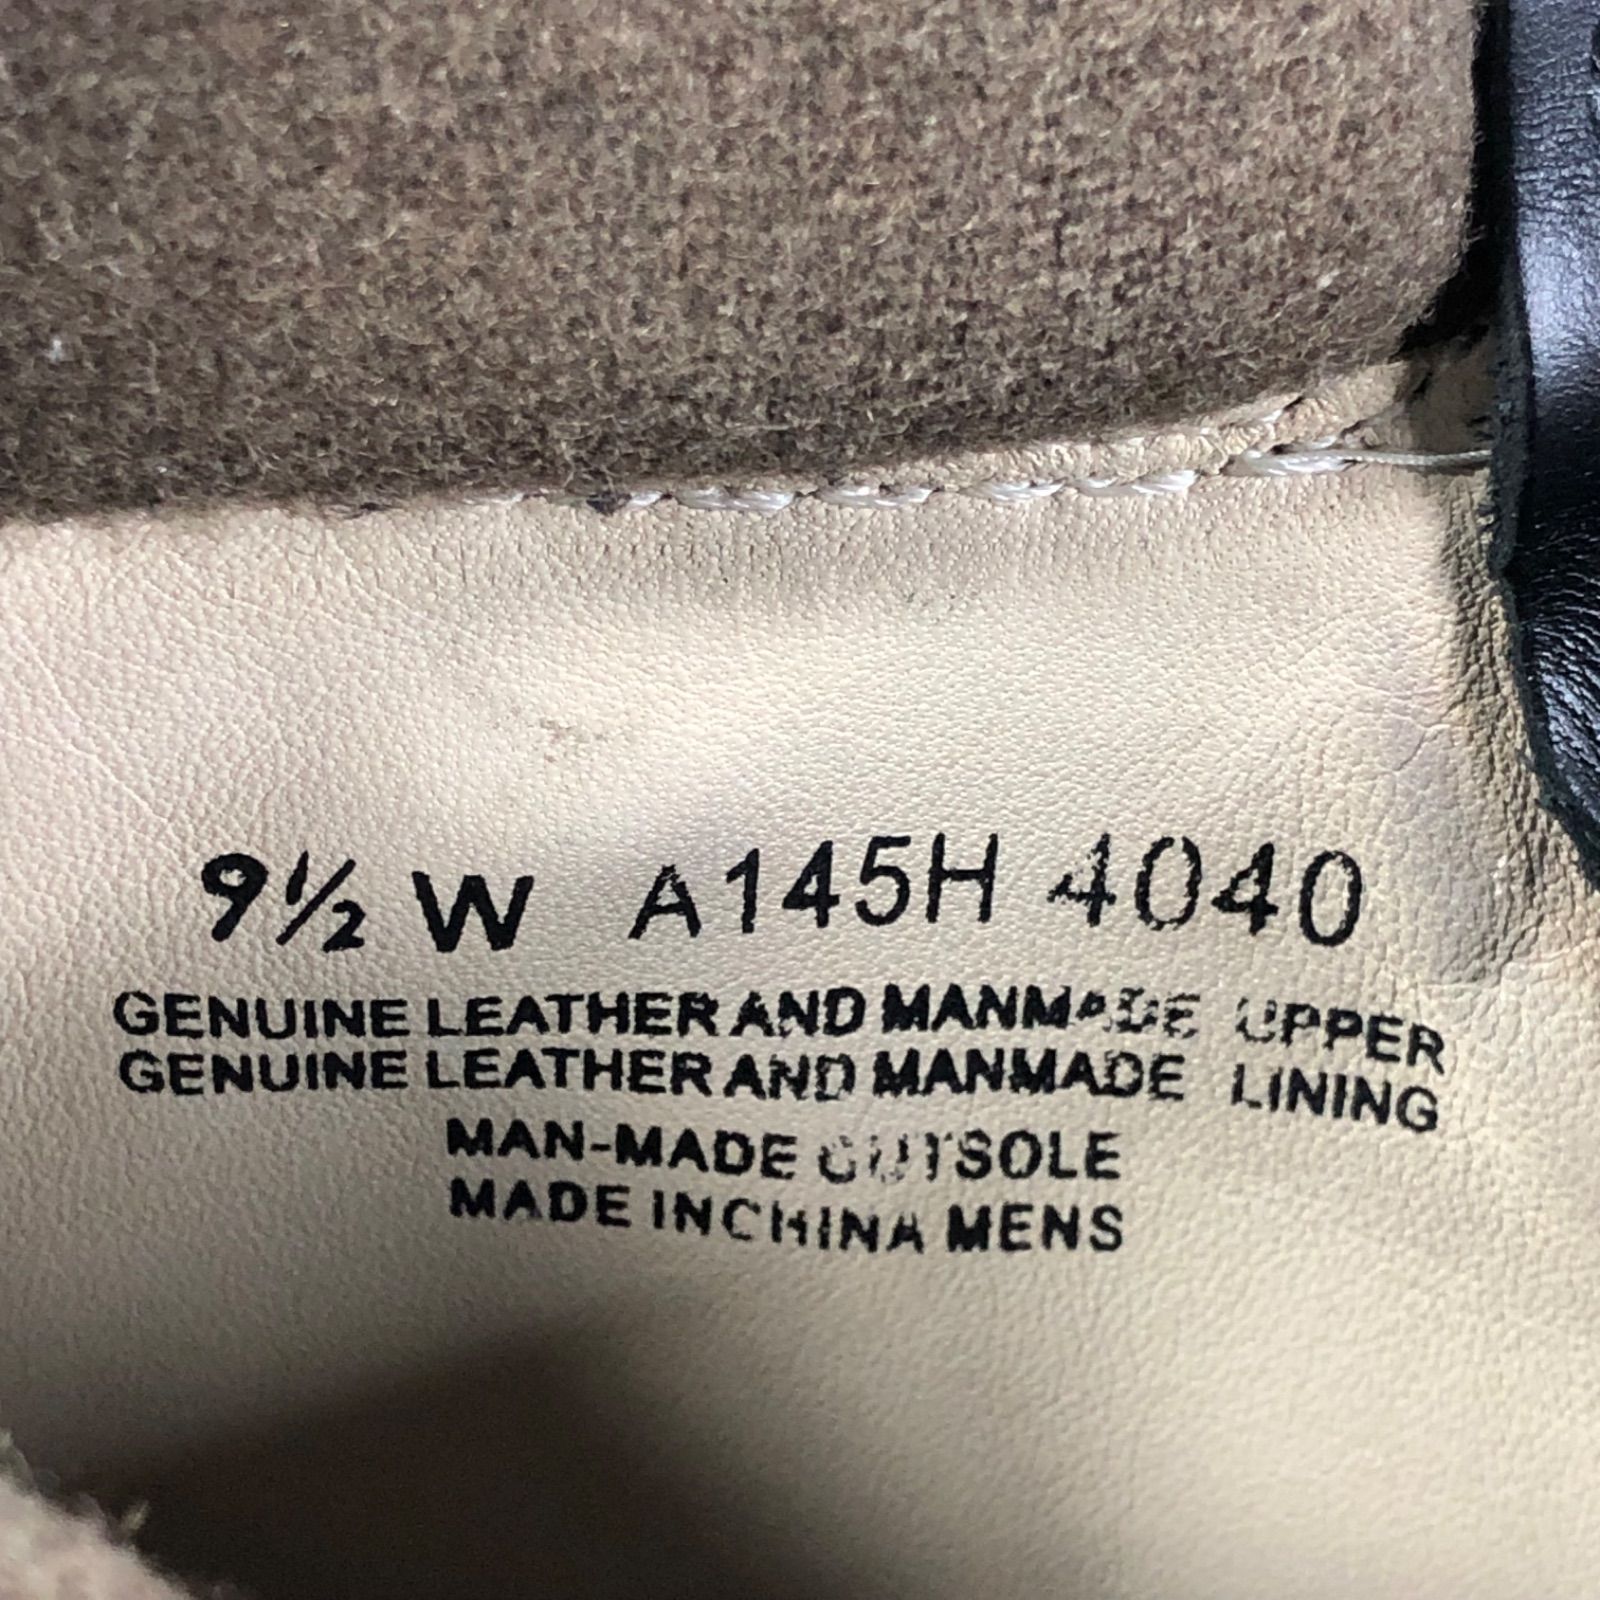 9½ W A145H 4040
GENUINE LEATHER AND MANMADE UPPER
GENUINE LEATHER AND MANMADE LINING
MAN-MADE OUTSOLE
MADE IN CHINA MENS